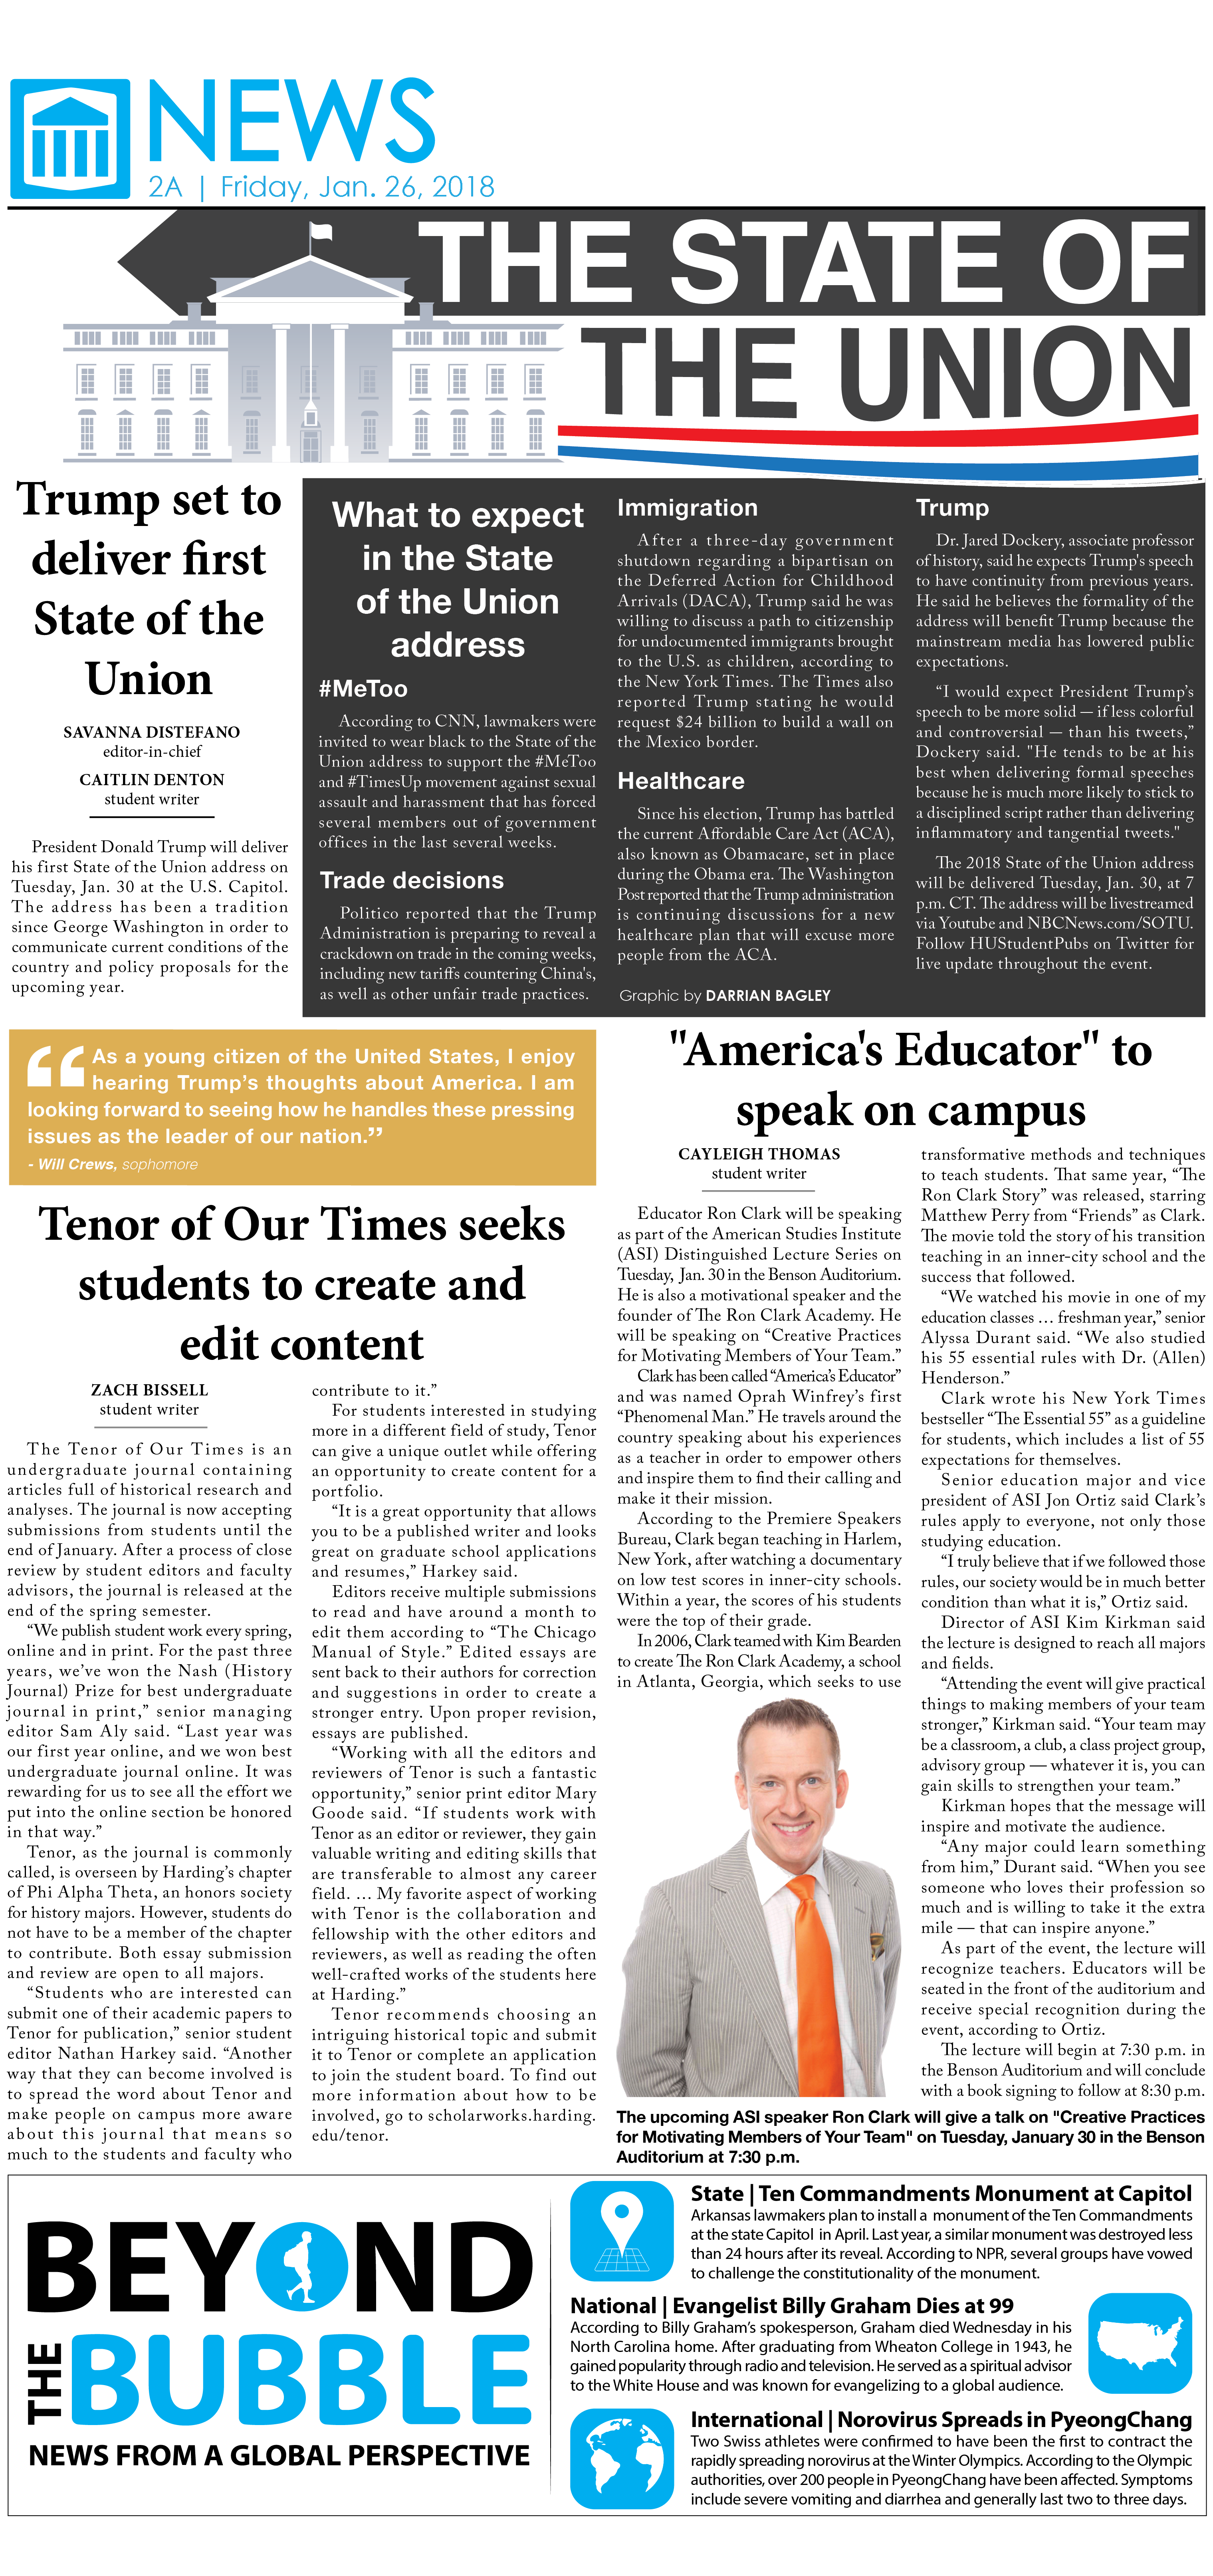 NEWS
2A | Friday, Jan. 26, 2018
THE STATE OF
THE UNION
Trump set to
deliver first
State of the
Union
SAVANNA DISTEFANO
editor-in-chief
CAITLIN DENTON
student writer
President Donald Trump will deliver
his first State of the Union address on
Tuesday, Jan. 30 at the U.S. Capitol.
The address has been a tradition
since George Washington in order to
communicate current conditions of the
country and policy proposals for the
upcoming year.
What to expect
in the State
of the Union
address
#MeToo
According to CNN, lawmakers were
invited to wear black to the State of the
Union address to support the #MeToo
and #TimesUp movement against sexual
assault and harassment that has forced
several members out of government
offices in the last several weeks.
Trade decisions
Politico reported that the Trump
Administration is preparing to reveal a
crackdown on trade in the coming weeks,
including new tariffs countering China's,
as well as other unfair trade practices.
Immigration
After a three-day government
shutdown regarding a bipartisan on
the Deferred Action for Childhood
Arrivals (DACA), Trump said he was
willing to discuss a path to citizenship
for undocumented immigrants brought
to the U.S. as children, according to
the New York Times. The Times also
reported Trump stating he would
request $24 billion to build a wall on
the Mexico border.
Healthcare
Since his election, Trump has battled
the current Affordable Care Act (ACA),
also known as Obamacare, set in place
during the Obama era. The Washington
Post reported that the Trump administration
is continuing discussions for a new
healthcare plan that will excuse more
people from the ACA.
Graphic by DARRIAN BAGLEY
Trump
Dr. Jared Dockery, associate professor
of history, said he expects Trump's speech
to have continuity from previous years.
He said he believes the formality of the
address will benefit Trump because the
mainstream media has lowered public
expectations.
“I would expect President Trump’s
speech to be more solid — if less colorful
and controversial — than his tweets,”
Dockery said. "He tends to be at his
best when delivering formal speeches
because he is much more likely to stick to
a disciplined script rather than delivering
inflammatory and tangential tweets."
The 2018 State of the Union address
will be delivered Tuesday, Jan. 30, at 7
p.m. CT. The address will be livestreamed
via Youtube and NBCNews.com/SOTU.
Follow HUStudentPubs on Twitter for
live update throughout the event.
“As a young citizen of the United States, I enjoy
hearing Trump’s thoughts about America. I am
looking forward to seeing how he handles these pressing
issues as the leader of our nation.”
- Will Crews, sophomore
Tenor of Our Times seeks
students to create and
edit content
ZACH BISSELL
student writer
The Tenor of Our Times is an
undergraduate journal containing
articles full of historical research and
analyses. The journal is now accepting
submissions from students until the
end of January. After a process of close
review by student editors and faculty
advisors, the journal is released at the
end of the spring semester.
“We publish student work every spring,
online and in print. For the past three
years, we’ve won the Nash (History
Journal) Prize for best undergraduate
journal in print,” senior managing
editor Sam Aly said. “Last year was
our first year online, and we won best
undergraduate journal online. It was
rewarding for us to see all the effort we
put into the online section be honored
in that way.”
Tenor, as the journal is commonly
called, is overseen by Harding’s chapter
of Phi Alpha Theta, an honors society
for history majors. However, students do
not have to be a member of the chapter
to contribute. Both essay submission
and review are open to all majors.
“Students who are interested can
submit one of their academic papers to
Tenor for publication,” senior student
editor Nathan Harkey said. “Another
way that they can become involved is
to spread the word about Tenor and
make people on campus more aware
about this journal that means so
much to the students and faculty who
contribute to it.”
For students interested in studying
more in a different field of study, Tenor
can give a unique outlet while offering
an opportunity to create content for a
portfolio.
“It is a great opportunity that allows
you to be a published writer and looks
great on graduate school applications
and resumes,” Harkey said.
Editors receive multiple submissions
to read and have around a month to
edit them according to “The Chicago
Manual of Style.” Edited essays are
sent back to their authors for correction
and suggestions in order to create a
stronger entry. Upon proper revision,
essays are published.
“Working with all the editors and
reviewers of Tenor is such a fantastic
opportunity,” senior print editor Mary
Goode said. “If students work with
Tenor as an editor or reviewer, they gain
valuable writing and editing skills that
are transferable to almost any career
field. … My favorite aspect of working
with Tenor is the collaboration and
fellowship with the other editors and
reviewers, as well as reading the often
well-crafted works of the students here
at Harding.”
Tenor recommends choosing an
intriguing historical topic and submit
it to Tenor or complete an application
to join the student board. To find out
more information about how to be
involved, go to scholarworks.harding.
edu/tenor.
"America's Educator" to
speak on campus
CAYLEIGH THOMAS
student writer
Educator Ron Clark will be speaking
as part of the American Studies Institute
(ASI) Distinguished Lecture Series on
Tuesday, Jan. 30 in the Benson Auditorium.
He is also a motivational speaker and the
founder of The Ron Clark Academy. He
will be speaking on “Creative Practices
for Motivating Members of Your Team.”
Clark has been called “America’s Educator”
and was named Oprah Winfrey’s first
“Phenomenal Man.” He travels around the
country speaking about his experiences
as a teacher in order to empower others
and inspire them to find their calling and
make it their mission.
According to the Premiere Speakers
Bureau, Clark began teaching in Harlem,
New York, after watching a documentary
on low test scores in inner-city schools.
Within a year, the scores of his students
were the top of their grade.
In 2006, Clark teamed with Kim Bearden
to create The Ron Clark Academy, a school
in Atlanta, Georgia, which seeks to use
transformative methods and techniques
to teach students. That same year, “The
Ron Clark Story” was released, starring
Matthew Perry from “Friends” as Clark.
The movie told the story of his transition
teaching in an inner-city school and the
success that followed.
“We watched his movie in one of my
education classes … freshman year,” senior
Alyssa Durant said. “We also studied
his 55 essential rules with Dr. (Allen)
Henderson.”
Clark wrote his New York Times
bestseller “The Essential 55” as a guideline
for students, which includes a list of 55
expectations for themselves.
Senior education major and vice
president of ASI Jon Ortiz said Clark’s
rules apply to everyone, not only those
studying education.
“I truly believe that if we followed those
rules, our society would be in much better
condition than what it is,” Ortiz said.
Director of ASI Kim Kirkman said
the lecture is designed to reach all majors
and fields.
“Attending the event will give practical
things to making members of your team
stronger,” Kirkman said. “Your team may
be a classroom, a club, a class project group,
advisory group — whatever it is, you can
gain skills to strengthen your team.”
Kirkman hopes that the message will
inspire and motivate the audience.
“Any major could learn something
from him,” Durant said. “When you see
someone who loves their profession so
much and is willing to take it the extra
mile — that can inspire anyone.”
As part of the event, the lecture will
recognize teachers. Educators will be
seated in the front of the auditorium and
receive special recognition during the
event, according to Ortiz.
The lecture will begin at 7:30 p.m. in
the Benson Auditorium and will conclude
with a book signing to follow at 8:30 p.m.
The upcoming ASI speaker Ron Clark will give a talk on "Creative Practices
for Motivating Members of Your Team" on Tuesday, January 30 in the Benson
Auditorium at 7:30 p.m.
BEYOND
THE BUBBLE
NEWS FROM A GLOBAL PERSPECTIVE
State | Ten Commandments Monument at Capitol
Arkansas lawmakers plan to install a monument of the Ten Commandments
at the state Capitol in April. Last year, a similar monument was destroyed less
than 24 hours after its reveal. According to NPR, several groups have vowed
to challenge the constitutionality of the monument.
National | Evangelist Billy Graham Dies at 99
According to Billy Graham’s spokesperson, Graham died Wednesday in his
North Carolina home. After graduating from Wheaton College in 1943, he
gained popularity through radio and television. He served as a spiritual advisor
to the White House and was known for evangelizing to a global audience.
International | Norovirus Spreads in PyeongChang
Two Swiss athletes were confirmed to have been the first to contract the
rapidly spreading norovirus at the Winter Olympics. According to the Olympic
authorities, over 200 people in PyeongChang have been affected. Symptoms
include severe vomiting and diarrhea and generally last two to three days.